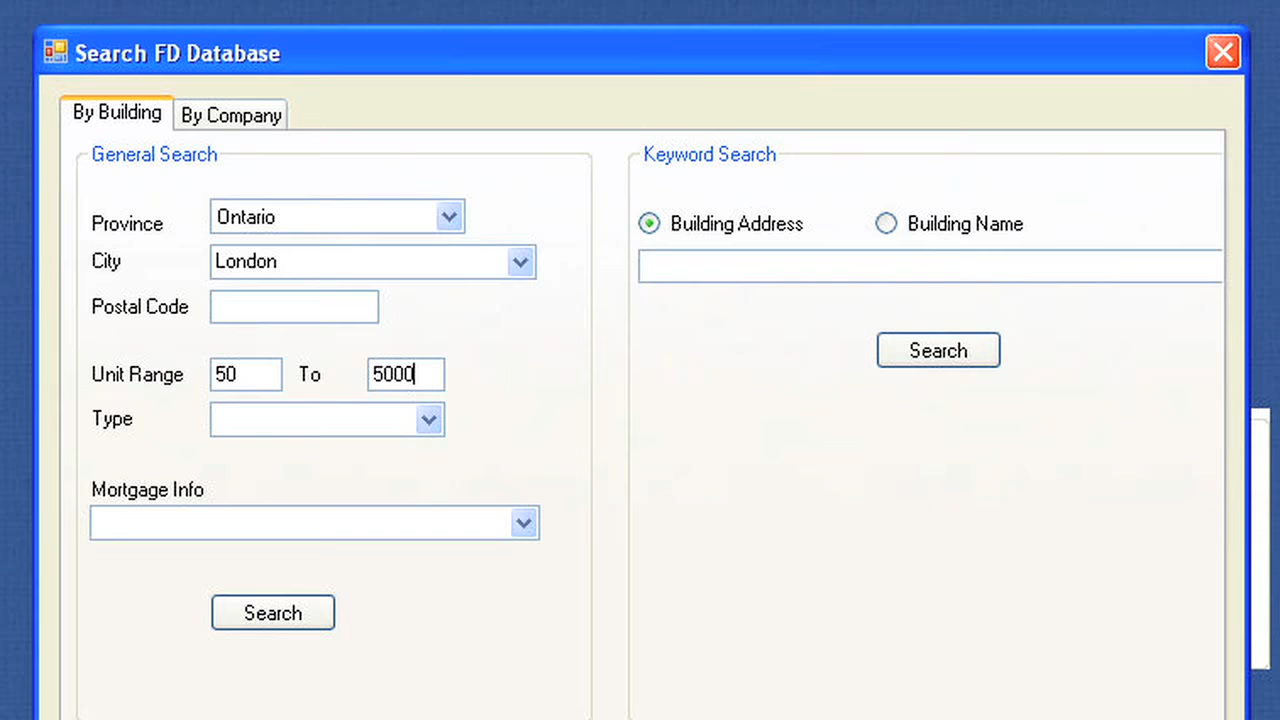 Search FD Database
By Building
By Company
General Search
Province
Ontario
City
London
Postal Code
Unit Range
50
To
5000
Type
Mortgage Info
Search
Keyword Search
Building Address
Building Name
Search